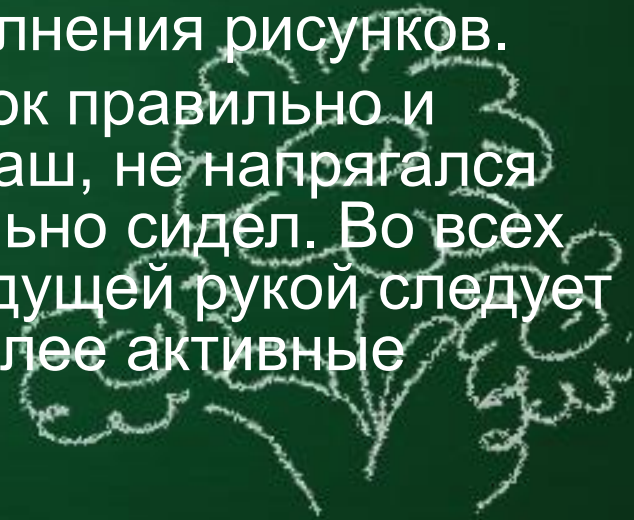 лнения рисунков.
ок правильно и
аш, не напрягался
ьно сидел. Во всех
дущей рукой следует
лее активные